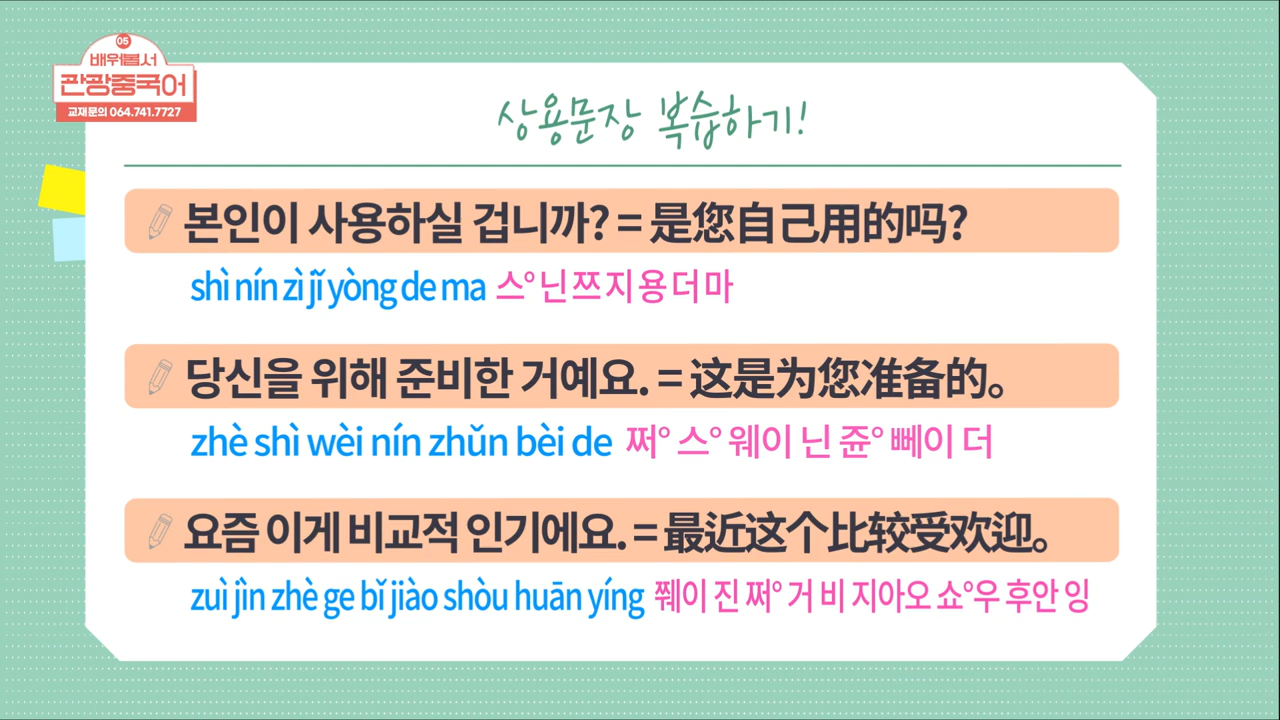 05
배워봅서
관광중국어
교재문의 064.741.7727
상용문장 복습하기!
본인이 사용하실 겁니까? = 是您自己用的吗?
shì nín zì jǐ yòng de ma 스° 닌 쯔 지 용 더 마
당신을 위해 준비한 거예요. = 这是为您准备的。
zhè shì wèi nín zhǔn bèi de 쩌° 스° 웨이 닌 쥰° 뻬이 더
요즘 이게 비교적 인기에요. = 最近这个比较受欢迎。
zuì jìn zhè ge bǐ jiào shòu huān yíng 쮀이 진 쩌° 거 비 지아오 쇼°우 후안 잉